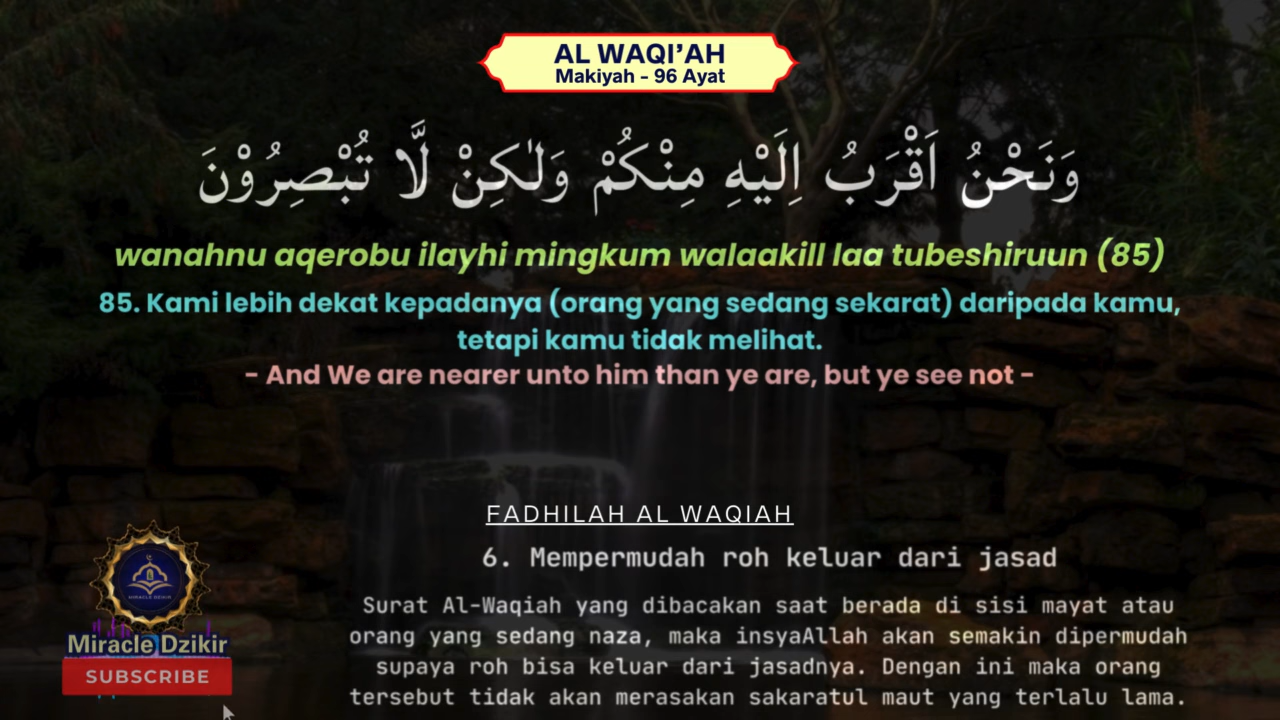 AL WAQI'AH
Makiyah - 96 Ayat
وَنَحْنُ اَقْرَبُ اِلَيْهِ مِنْكُمْ وَلٰكِنْ لَّا تُبْصِرُوْنَ
wanahnu aqerobu ilayhi mingkum walaakill laa tubeshiruun (85)
85. Kami lebih dekat kepadanya (orang yang sedang sekarat) daripada kamu,
tetapi kamu tidak melihat.
- And We are nearer unto him than ye are, but ye see not -
FADHILAH AL WAQIAH
6. Mempermudah roh keluar dari jasad
Surat Al-Waqiah yang dibacakan saat berada di sisi mayat atau
orang yang sedang naza, maka insyaAllah akan semakin dipermudah
supaya roh bisa keluar dari jasadnya. Dengan ini maka orang
tersebut tidak akan merasakan sakaratul maut yang terlalu lama.
MIRACLE DZIKIR
Miracle Dzikir
SUBSCRIBE